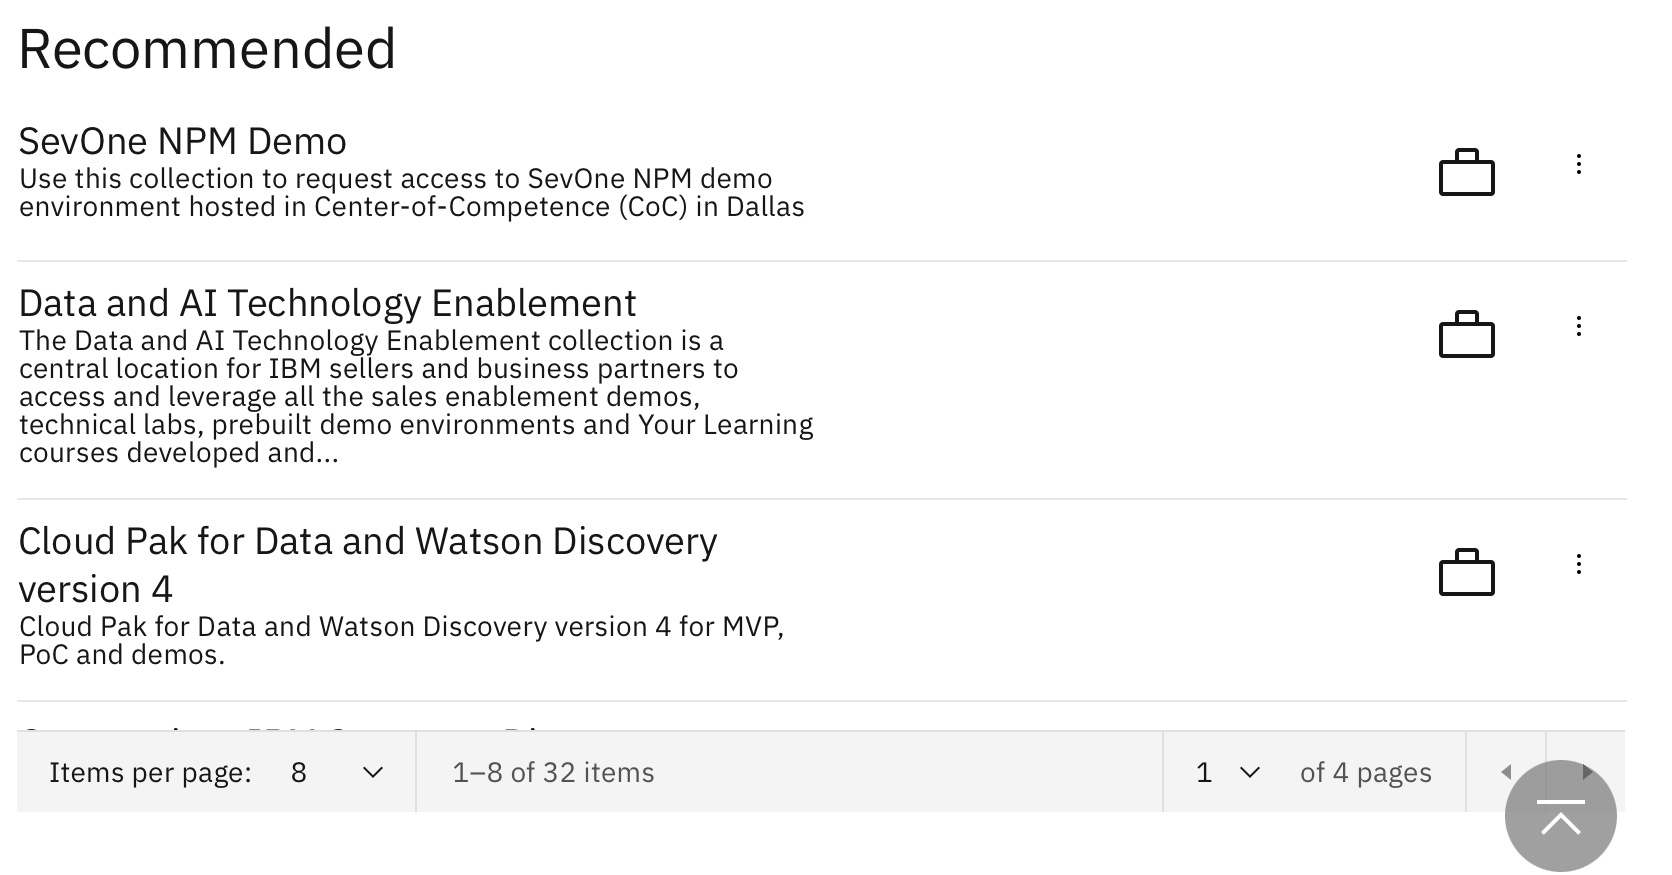 Recommended
SevOne NPM Demo
Use this collection to request access to SevOne NPM demo
environment hosted in Center-of-Competence (CoC) in Dallas
Data and AI Technology Enablement
The Data and AI Technology Enablement collection is a
central location for IBM sellers and business partners to
access and leverage all the sales enablement demos,
technical labs, prebuilt demo environments and Your Learning
courses developed and...
Cloud Pak for Data and Watson Discovery
version 4
Cloud Pak for Data and Watson Discovery version 4 for MVP,
PoC and demos.
Items per page: 8 1–8 of 32 items 1 of 4 pages